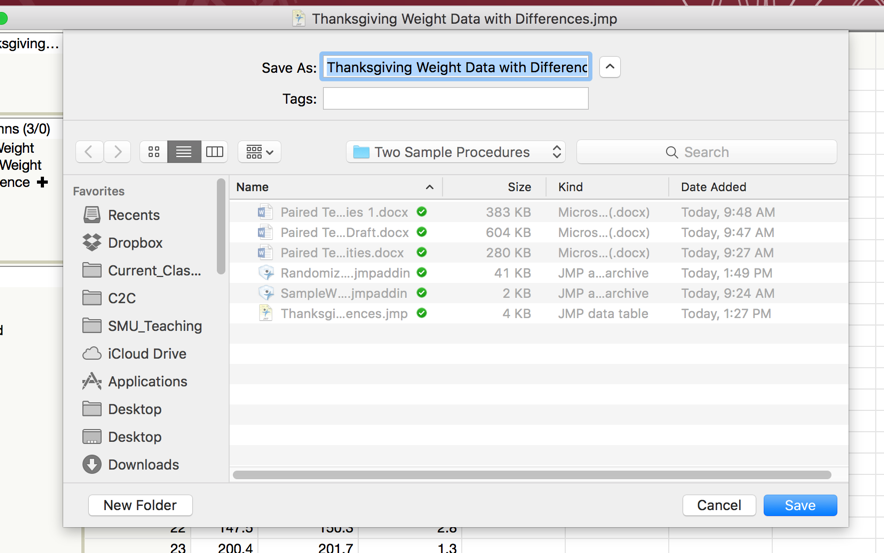 Thanksgiving Weight Data with Differences.jmp
Save As: Thanksgiving Weight Data with Differenc
Tags:
Two Sample Procedures
Search
Favorites
Recents
Dropbox
Current_Clas...
C2C
SMU_Teaching
iCloud Drive
Applications
Desktop
Desktop
Downloads
Name Size Kind Date Added
Paired Te...ies 1.docx 383 KB Micros...(.docx) Today, 9:48 AM
Paired Te...Draft.docx 604 KB Micros...(.docx) Today, 9:47 AM
Paired Te...ities.docx 280 KB Micros...(.docx) Today, 9:27 AM
Randomiz....jmpaddin 41 KB JMP a...archive Today, 1:49 PM
SampleW....jmpaddin 2 KB JMP a...archive Today, 9:24 AM
Thanksgi...ences.jmp 4 KB JMP data table Today, 1:27 PM
New Folder
Cancel
Save
ksgiving...
nns (3/0)
Weight
Weight
ence
22 147.5 150.3 2.8
23 200.4 201.7 1.3